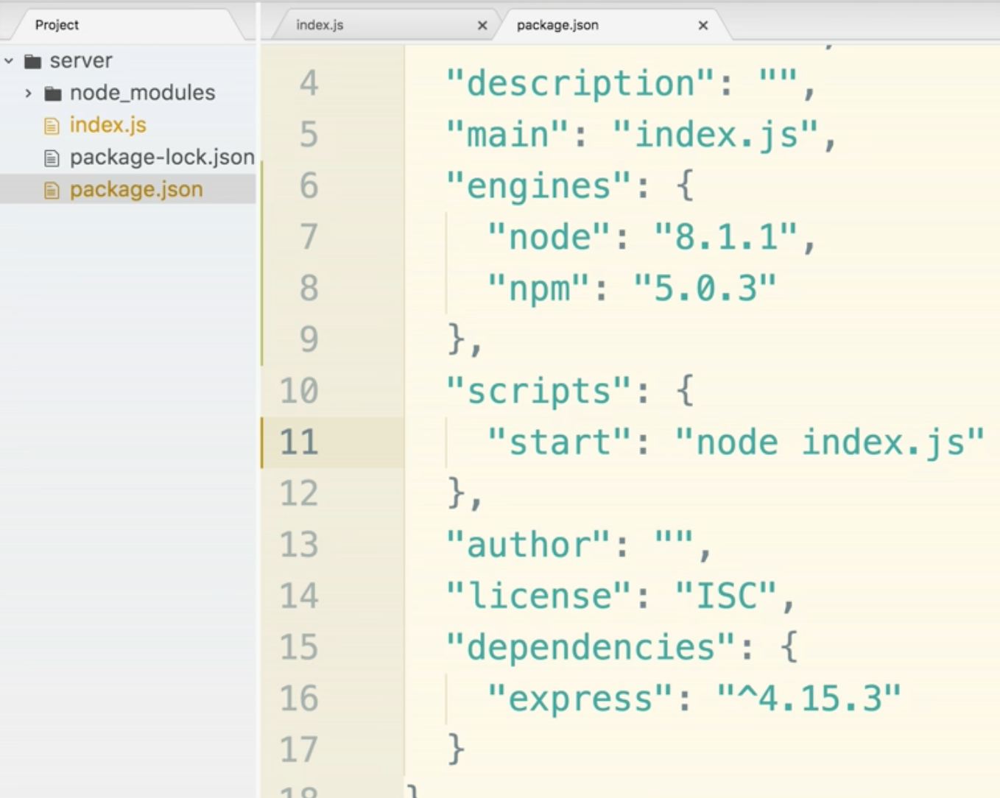 Project
server
node_modules
index.js
package-lock.json
package.json
index.js
package.json
4 "description": "",
5 "main": "index.js",
6 "engines": {
7 "node": "8.1.1",
8 "npm": "5.0.3"
9 },
10 "scripts": {
11 "start": "node index.js"
12 },
13 "author": "",
14 "license": "ISC",
15 "dependencies": {
16 "express": "^4.15.3"
17 }
18 }